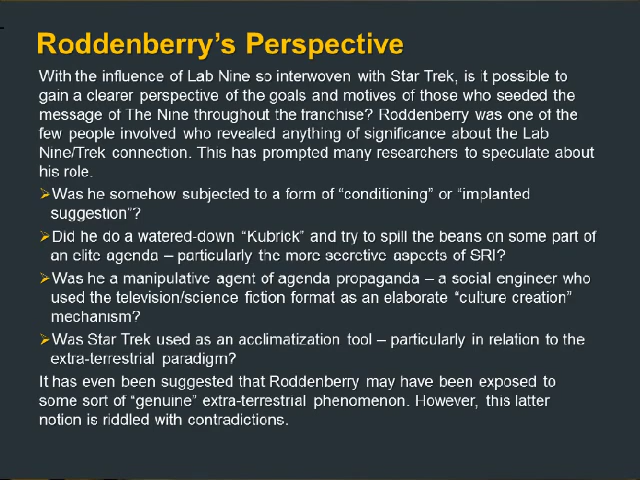 Roddenberry's Perspective
With the influence of Lab Nine so interwoven with Star Trek, is it possible to
gain a clearer perspective of the goals and motives of those who seeded the
message of The Nine throughout the franchise? Roddenberry was one of the
few people involved who revealed anything of significance about the Lab
Nine/Trek connection. This has prompted many researchers to speculate about
his role.
➢Was he somehow subjected to a form of “conditioning” or “implanted
suggestion”?
➢Did he do a watered-down “Kubrick” and try to spill the beans on some part of
an elite agenda – particularly the more secretive aspects of SRI?
➢Was he a manipulative agent of agenda propaganda – a social engineer who
used the television/science fiction format as an elaborate “culture creation”
mechanism?
➢Was Star Trek used as an acclimatization tool – particularly in relation to the
extra-terrestrial paradigm?
It has even been suggested that Roddenberry may have been exposed to
some sort of “genuine” extra-terrestrial phenomenon. However, this latter
notion is riddled with contradictions.